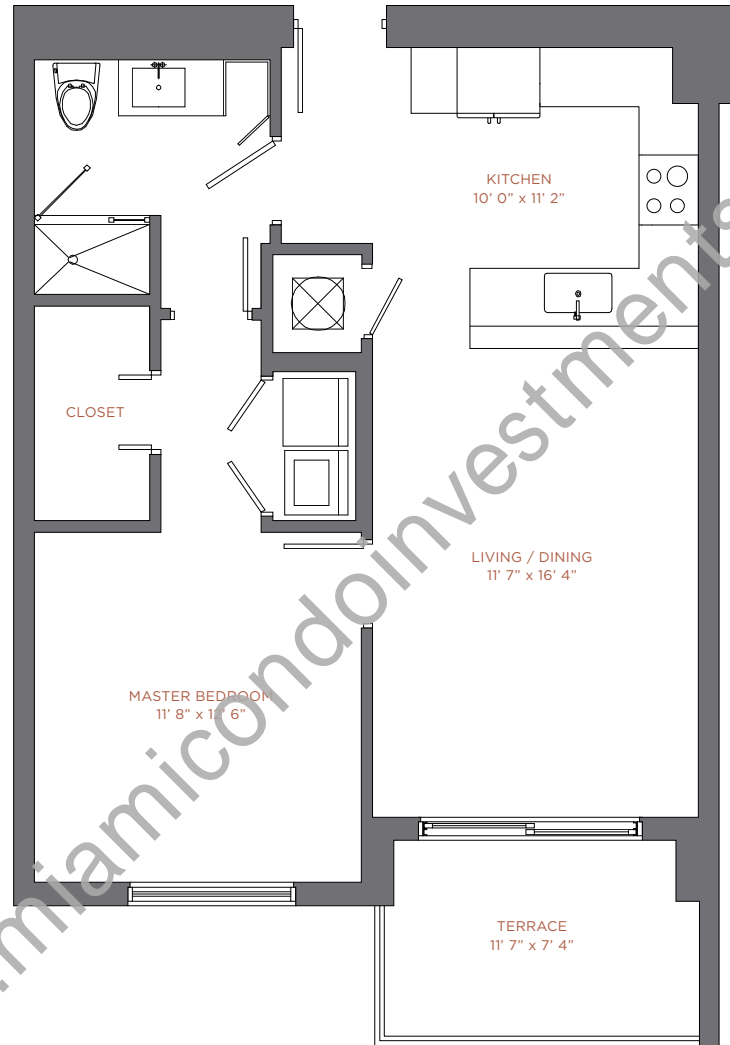 KITCHEN
10’ 0” x 11’ 2”
CLOSET
LIVING / DINING
11’ 7” x 16’ 4”
MASTER BEDROOM
11’ 8” x 12’ 6”
TERRACE
11’ 7” x 7’ 4”
.miamicondoinvestments